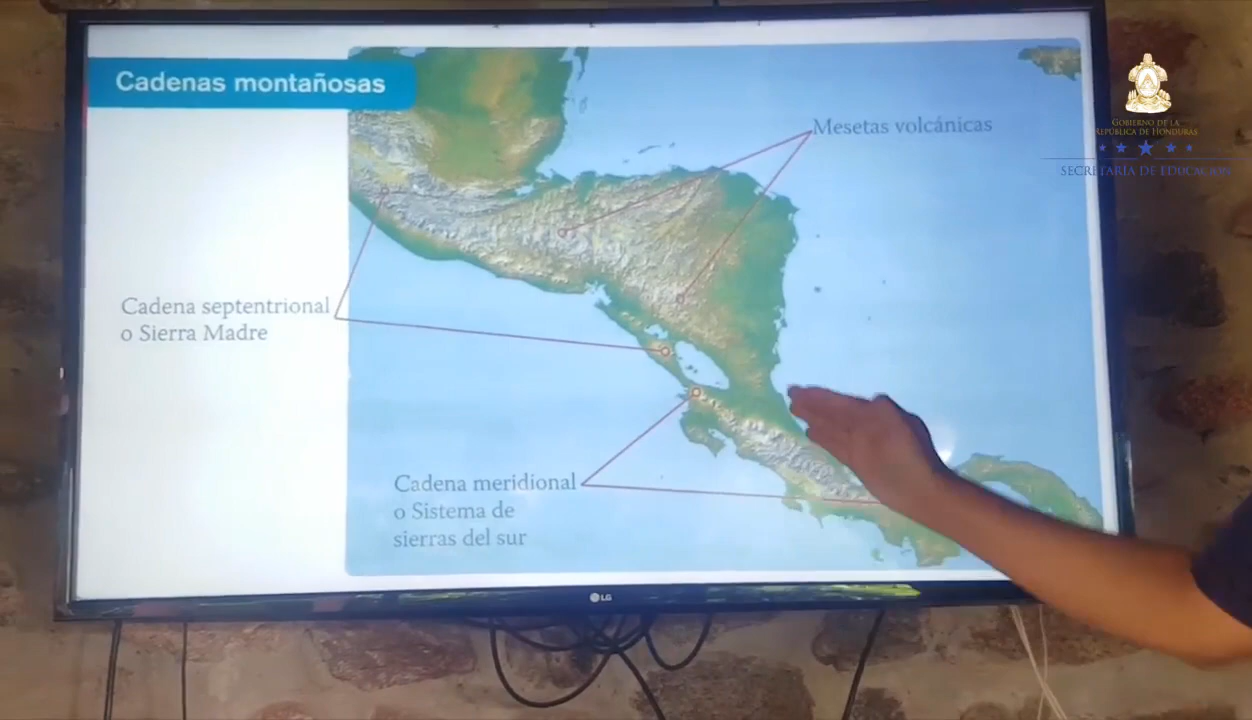 Cadenas montañosas
Mesetas volcánicas
Cadena septentrional
o Sierra Madre
Cadena meridional
o Sistema de
sierras del sur
LG
GOBIERNO DE LA
REPÚBLICA DE HONDURAS
SECRETARÍA DE EDUCACIÓN